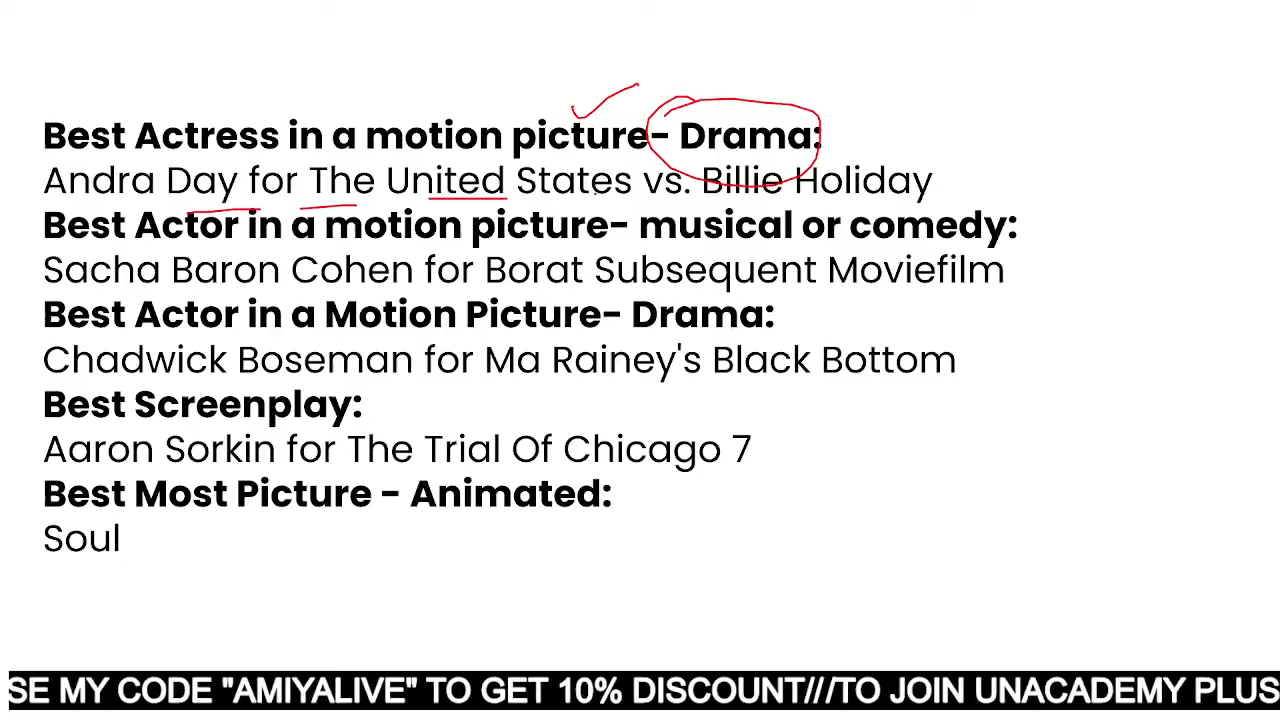 Best Actress in a motion picture- Drama:
Andra Day for The United States vs. Billie Holiday
Best Actor in a motion picture- musical or comedy:
Sacha Baron Cohen for Borat Subsequent Moviefilm
Best Actor in a Motion Picture- Drama:
Chadwick Boseman for Ma Rainey's Black Bottom
Best Screenplay:
Aaron Sorkin for The Trial Of Chicago 7
Best Most Picture - Animated:
Soul
SE MY CODE "AMIYALIVE" TO GET 10% DISCOUNT///TO JOIN UNACADEMY PLUS